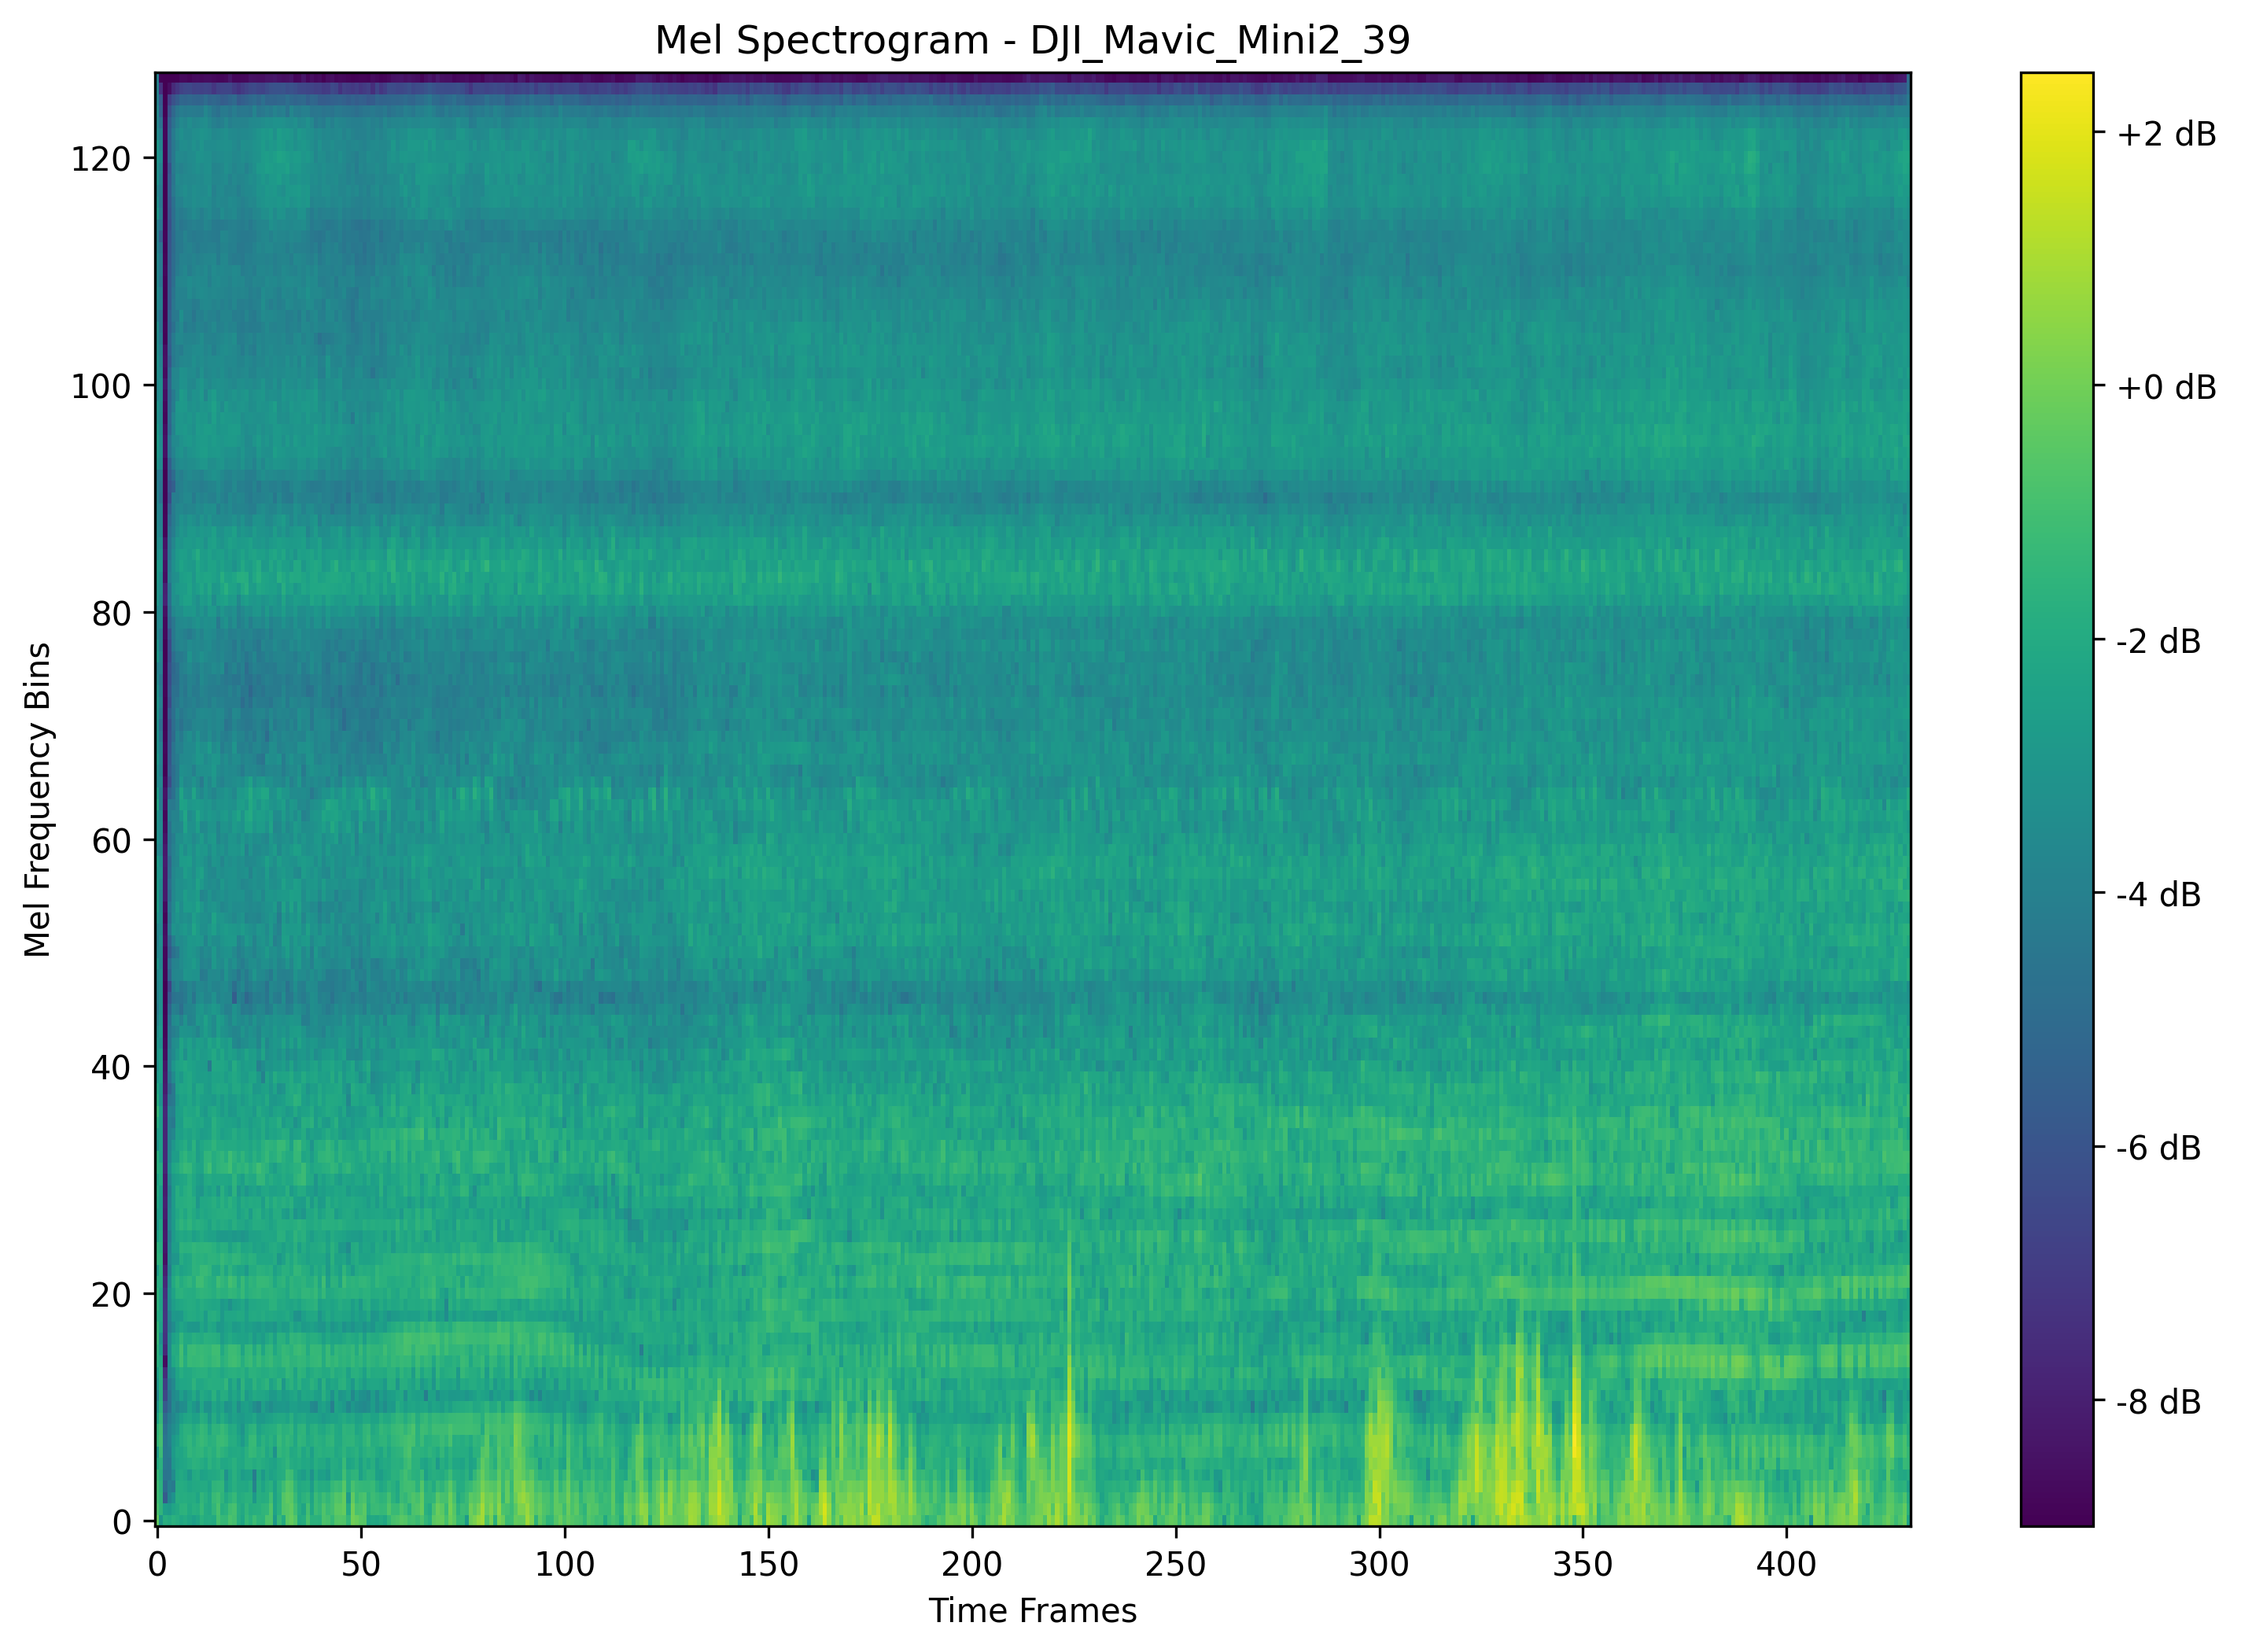 Mel Spectrogram - DJI_Mavic_Mini2_39
Mel Frequency Bins
120
100
80
60
40
20
0
0 50 100 150 200 250 300 350 400
Time Frames
+2 dB
+0 dB
-2 dB
-4 dB
-6 dB
-8 dB